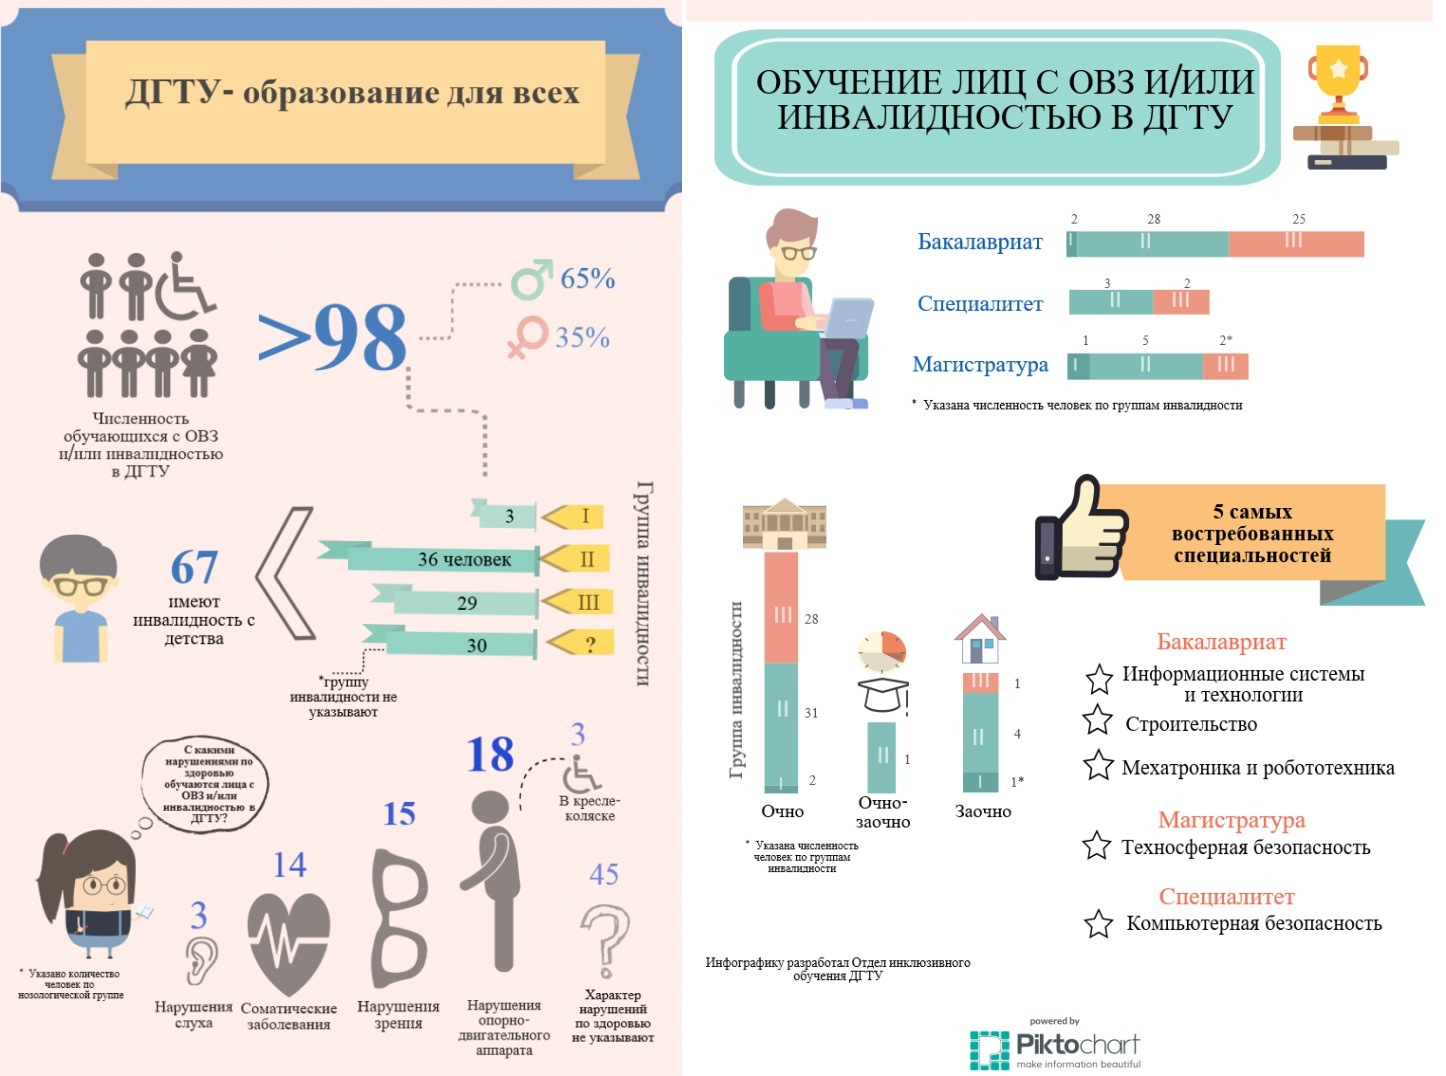 ДГТУ- образование для всех
>98
65%
35%
Численность
обучающихся с ОВЗ
и/или инвалидностью
в ДГТУ
67
имеют
инвалидность с
детства
3
I
36 человек
II
29
III
30
?
Группа инвалидности
*группу
инвалидности не
указывают
С какими
нарушениями по
здоровью
обучаются лица с
ОВЗ и/или
инвалидностью в
ДГТУ?
* Указано количество
человек по
нозологической группе
3
Нарушения
слуха
14
Соматические
заболевания
15
Нарушения
зрения
18
Нарушения
опорно-
двигательного
аппарата
3
В кресле-
коляске
45
Характер
нарушений
по здоровью
не указывают
ОБУЧЕНИЕ ЛИЦ С ОВЗ И/ИЛИ
ИНВАЛИДНОСТЬЮ В ДГТУ
2 28 25
Бакалавриат I II III
3 2
Специалитет II III
1 5 2*
Магистратура I II III
* Указана численность человек по группам инвалидности
Группа инвалидности
III 28
II 31
I 2
Очно
II 1
Очно-
заочно
III 1
II 4
I 1*
Заочно
* Указана численность
человек по группам
инвалидности
5 самых
востребованных
специальностей
Бакалавриат
Информационные системы
и технологии
Строительство
Мехатроника и робототехника
Магистратура
Техносферная безопасность
Специалитет
Компьютерная безопасность
Инфографику разработал Отдел инклюзивного
обучения ДГТУ
powered by
Piktochart
make information beautiful